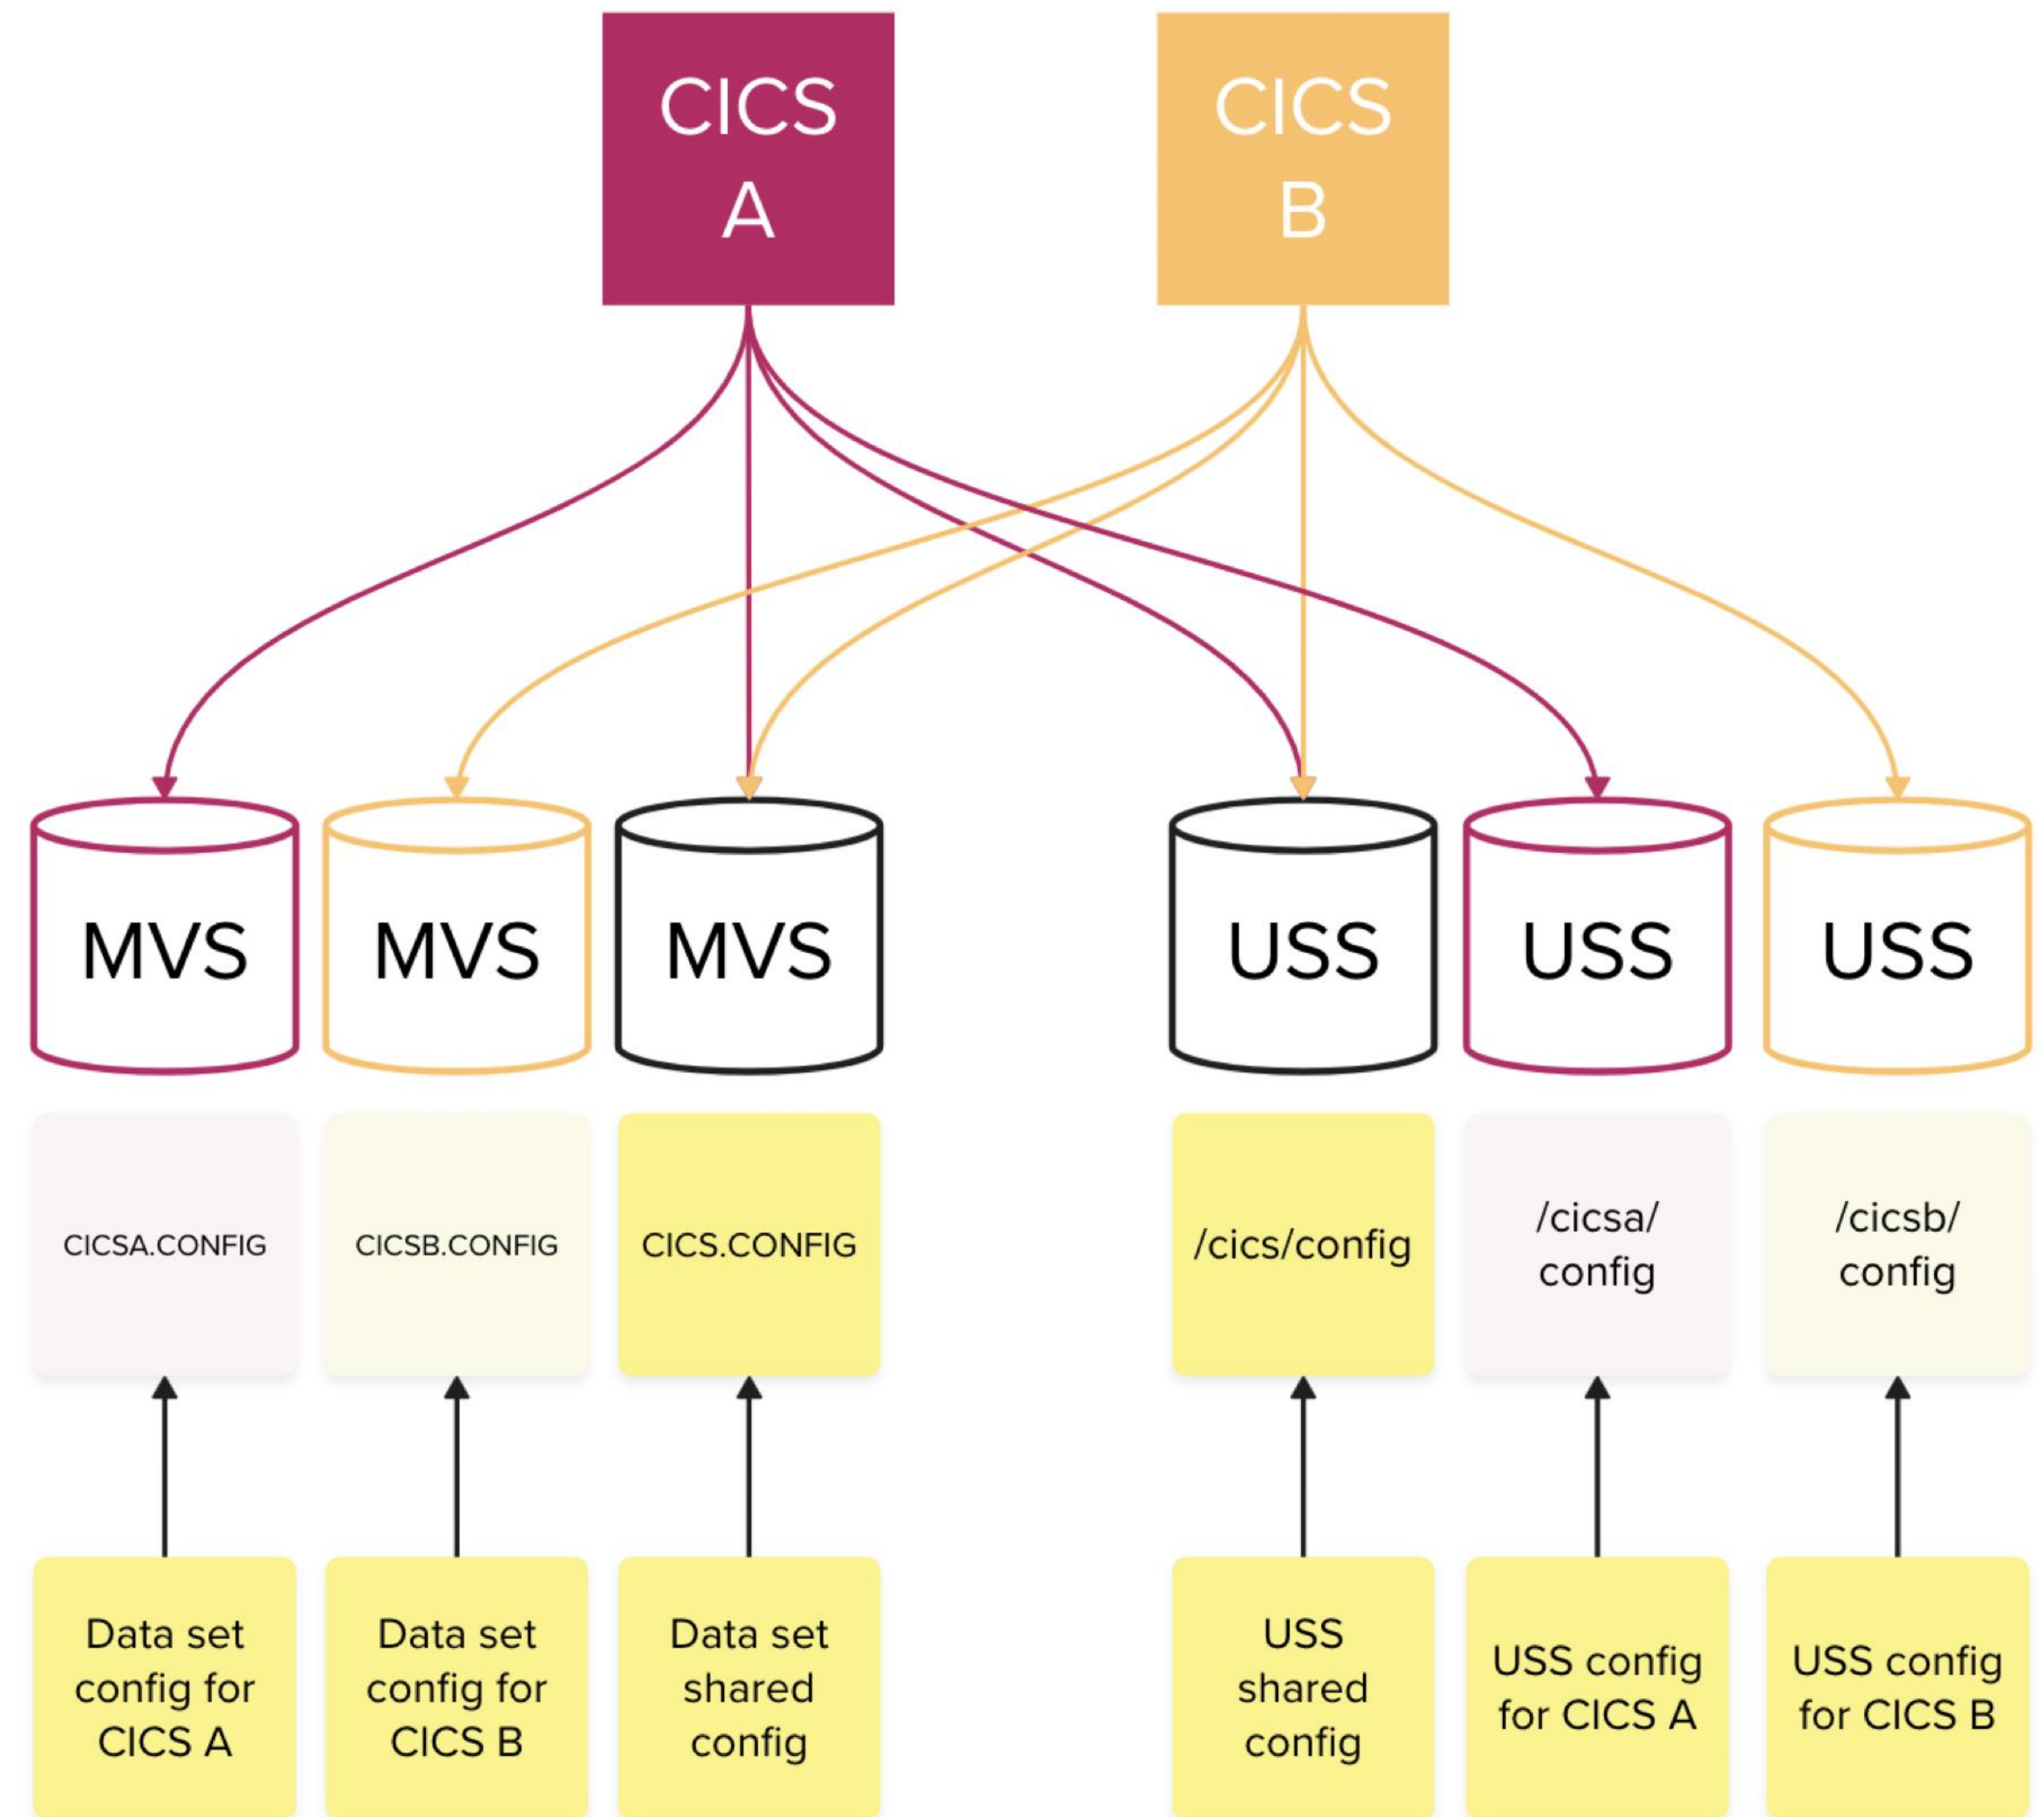 CICS
A
CICS
B
MVS
MVS
MVS
USS
USS
USS
CICSA.CONFIG
CICSB.CONFIG
CICS.CONFIG
/cics/config
/cicsa/
config
/cicsb/
config
Data set
config for
CICS A
Data set
config for
CICS B
Data set
shared
config
USS
shared
config
USS config
for CICS A
USS config
for CICS B